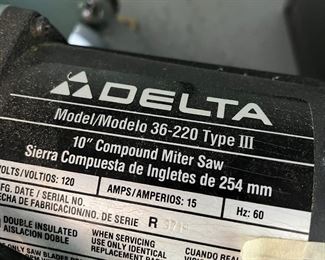 DELTA
Model/Modelo 36-220 Type III
10" Compound Miter Saw
Sierra Compuesta de Ingletes de 254 mm
VOLTS/VOLTIOS: 120 AMPS/AMPERIOS: 15 Hz: 60
MFG. DATE / SERIAL NO.
FECHA DE FABRICACION/NO. DE SERIE R
DOUBLE INSULATED
AISLACION DOBLE
WHEN SERVICING
USE ONLY IDENTICAL
REPLACEMENT PARTS
CUANDO REAL